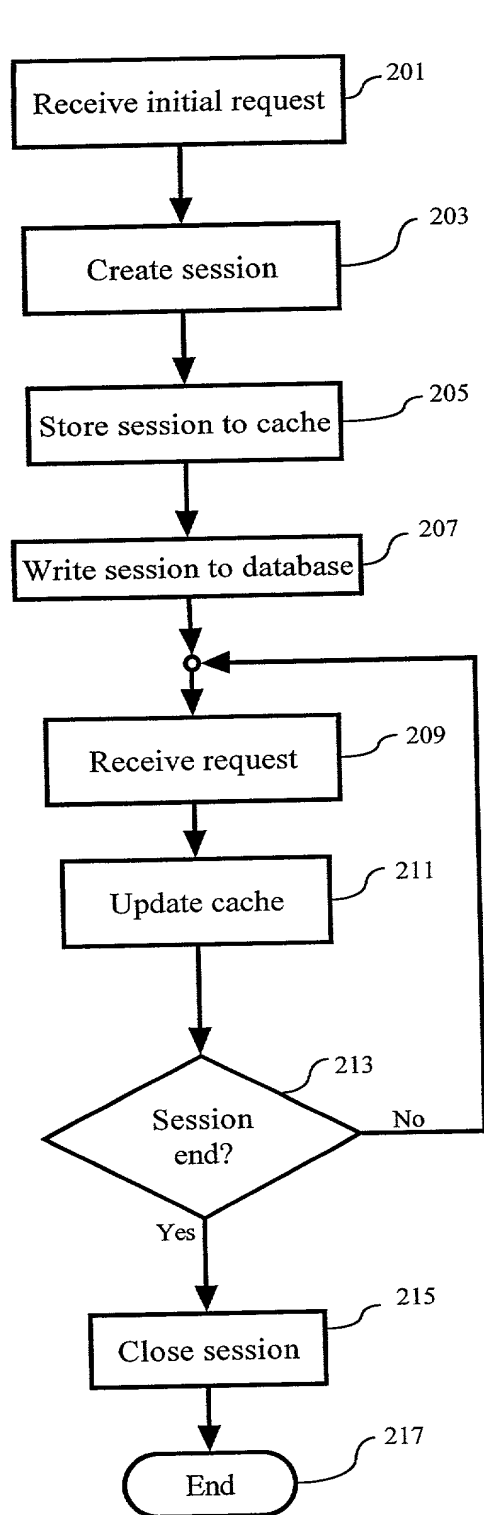 201
Receive initial request
203
Create session
205
Store session to cache
207
Write session to database
209
Receive request
211
Update cache
213
Session
end?
No
Yes
215
Close session
217
End